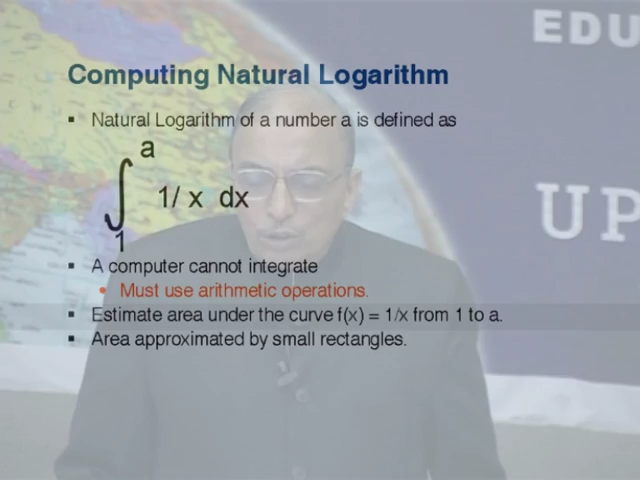 EDU
Computing Natural Logarithm
▪ Natural Logarithm of a number a is defined as
a
∫ 1/ x dx
1
UP
▪ A computer cannot integrate
• Must use arithmetic operations.
▪ Estimate area under the curve f(x) = 1/x from 1 to a.
▪ Area approximated by small rectangles.